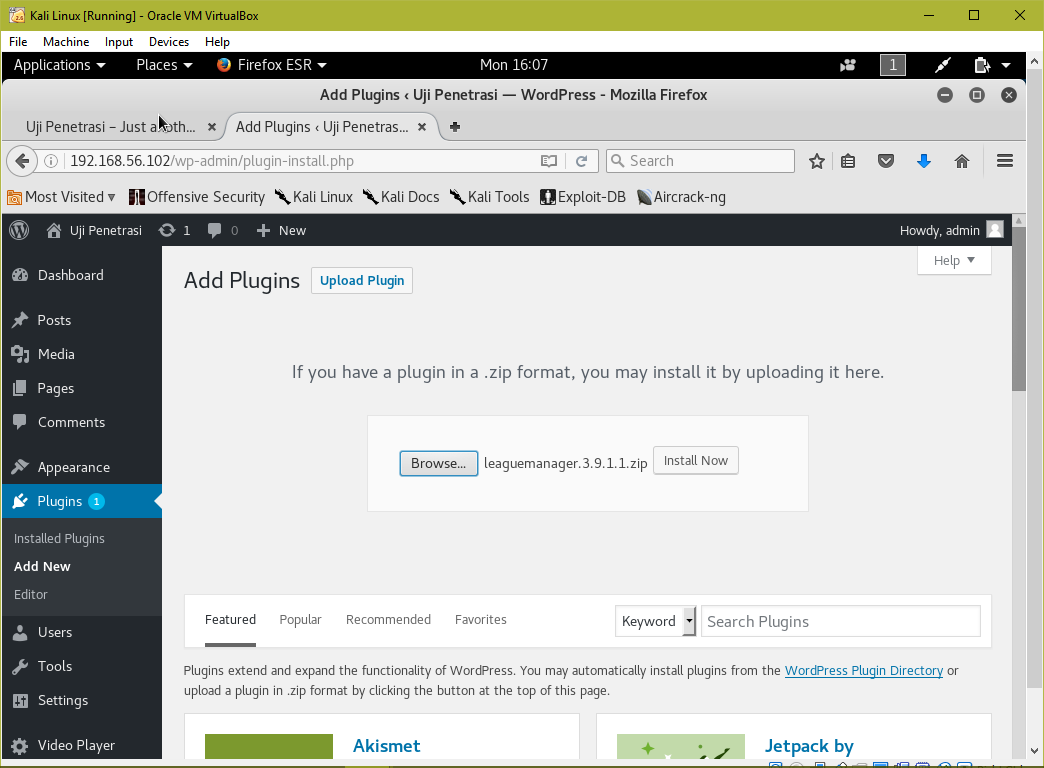 Kali Linux [Running] - Oracle VM VirtualBox
File Machine Input Devices Help
Applications Places Firefox ESR Mon 16:07 1
Add Plugins ‹ Uji Penetrasi — WordPress - Mozilla Firefox
Uji Penetrasi – Just a oth... Add Plugins ‹ Uji Penetras...
192.168.56.102/wp-admin/plugin-install.php Search
Most Visited Offensive Security Kali Linux Kali Docs Kali Tools Exploit-DB Aircrack-ng
Uji Penetrasi 1 0 New Howdy, admin
Help
Dashboard
Posts
Media
Pages
Comments
Appearance
Plugins 1
Installed Plugins
Add New
Editor
Users
Tools
Settings
Video Player
Add Plugins Upload Plugin
If you have a plugin in a .zip format, you may install it by uploading it here.
Browse... leaguemanager.3.9.1.1.zip Install Now
Featured Popular Recommended Favorites Keyword Search Plugins
Plugins extend and expand the functionality of WordPress. You may automatically install plugins from the WordPress Plugin Directory or
upload a plugin in .zip format by clicking the button at the top of this page.
Akismet Jetpack by